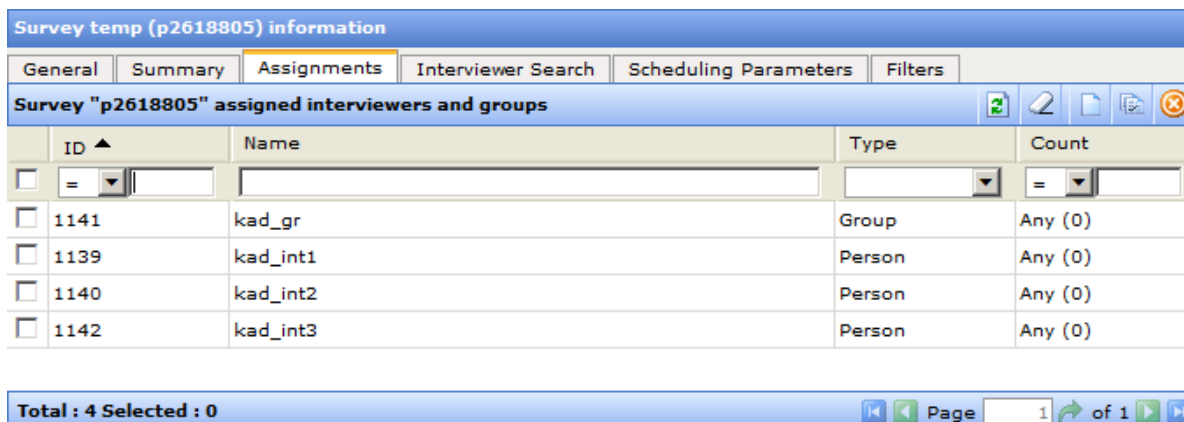 Survey temp (p2618805) information
General Summary Assignments Interviewer Search Scheduling Parameters Filters
Survey "p2618805" assigned interviewers and groups
ID Name Type Count
= =
1141 kad_gr Group Any (0)
1139 kad_int1 Person Any (0)
1140 kad_int2 Person Any (0)
1142 kad_int3 Person Any (0)
Total : 4 Selected : 0 Page 1 of 1